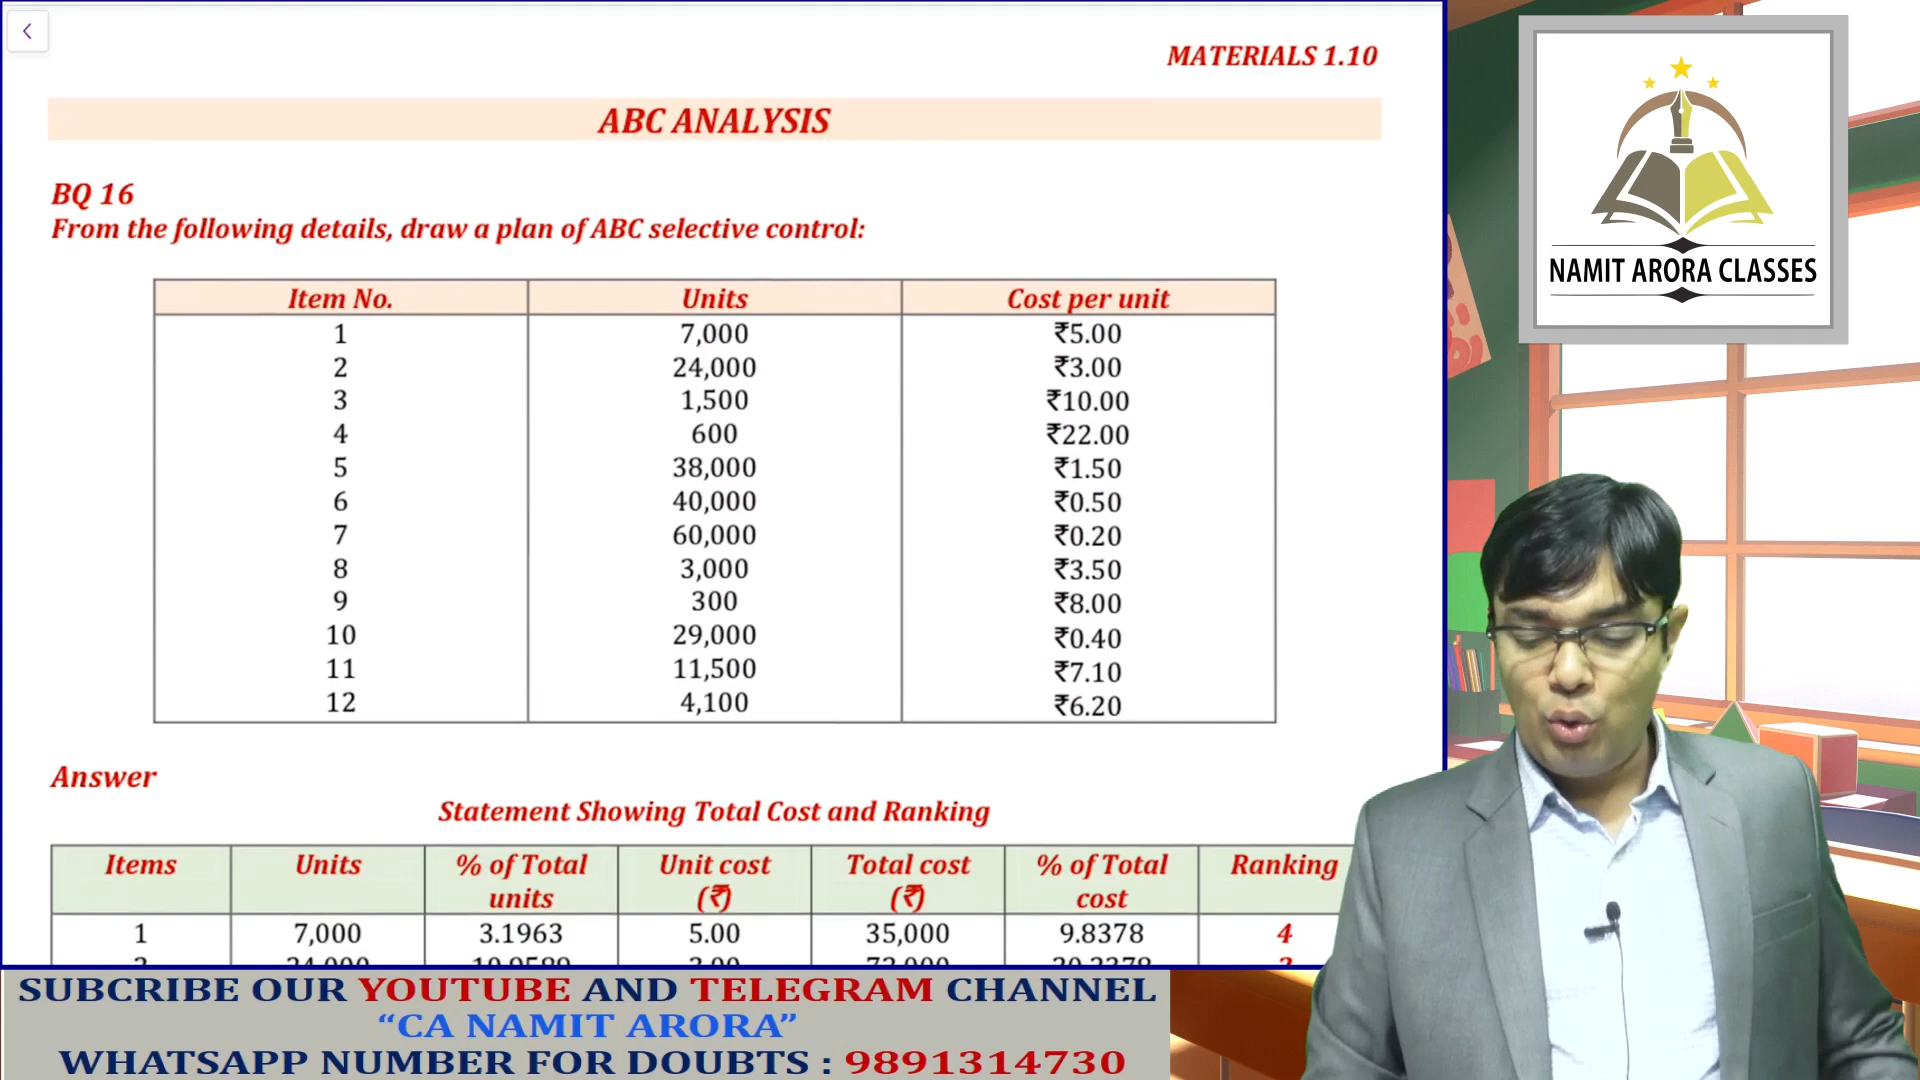 MATERIALS 1.10
ABC ANALYSIS
BQ 16
From the following details, draw a plan of ABC selective control:
Item No. Units Cost per unit
1 7,000 ₹5.00
2 24,000 ₹3.00
3 1,500 ₹10.00
4 600 ₹22.00
5 38,000 ₹1.50
6 40,000 ₹0.50
7 60,000 ₹0.20
8 3,000 ₹3.50
9 300 ₹8.00
10 29,000 ₹0.40
11 11,500 ₹7.10
12 4,100 ₹6.20
Answer
Statement Showing Total Cost and Ranking
Items Units % of Total units Unit cost (₹) Total cost (₹) % of Total cost Ranking
1 7,000 3.1963 5.00 35,000 9.8378 4
NAMIT ARORA CLASSES
SUBCRIBE OUR YOUTUBE AND TELEGRAM CHANNEL
“CA NAMIT ARORA”
WHATSAPP NUMBER FOR DOUBTS : 9891314730